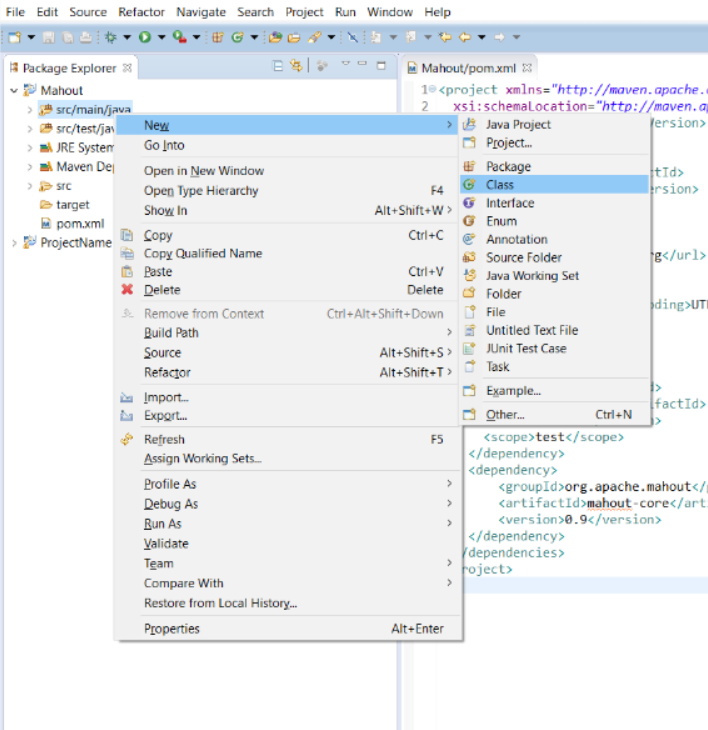 File Edit Source Refactor Navigate Search Project Run Window Help
Package Explorer
Mahout
src/main/java
src/test/jav
JRE System
Maven Dep
src
target
pom.xml
ProjectName
New
Go Into
Open in New Window
Open Type Hierarchy F4
Show In Alt+Shift+W
Copy Ctrl+C
Copy Qualified Name
Paste Ctrl+V
Delete Delete
Remove from Context Ctrl+Alt+Shift+Down
Build Path
Source Alt+Shift+S
Refactor Alt+Shift+T
Import...
Export...
Refresh F5
Assign Working Sets...
Profile As
Debug As
Run As
Validate
Team
Compare With
Restore from Local History...
Properties Alt+Enter
Java Project
Project...
Package
Class
Interface
Enum
Annotation
Source Folder
Java Working Set
Folder
File
Untitled Text File
JUnit Test Case
Task
Example...
Other... Ctrl+N
Mahout/pom.xml
1 <project xmlns="http://maven.apache.
2 xsi:schemaLocation="http://maven.ap
ersion>
ctId>
ersion>
rg</url>
ding>UTF
d>
ifactId>
>
<scope>test</scope>
</dependency>
<dependency>
<groupId>org.apache.mahout</
<artifactId>mahout-core</arti
<version>0.9</version>
</dependency>
/dependencies>
roject>